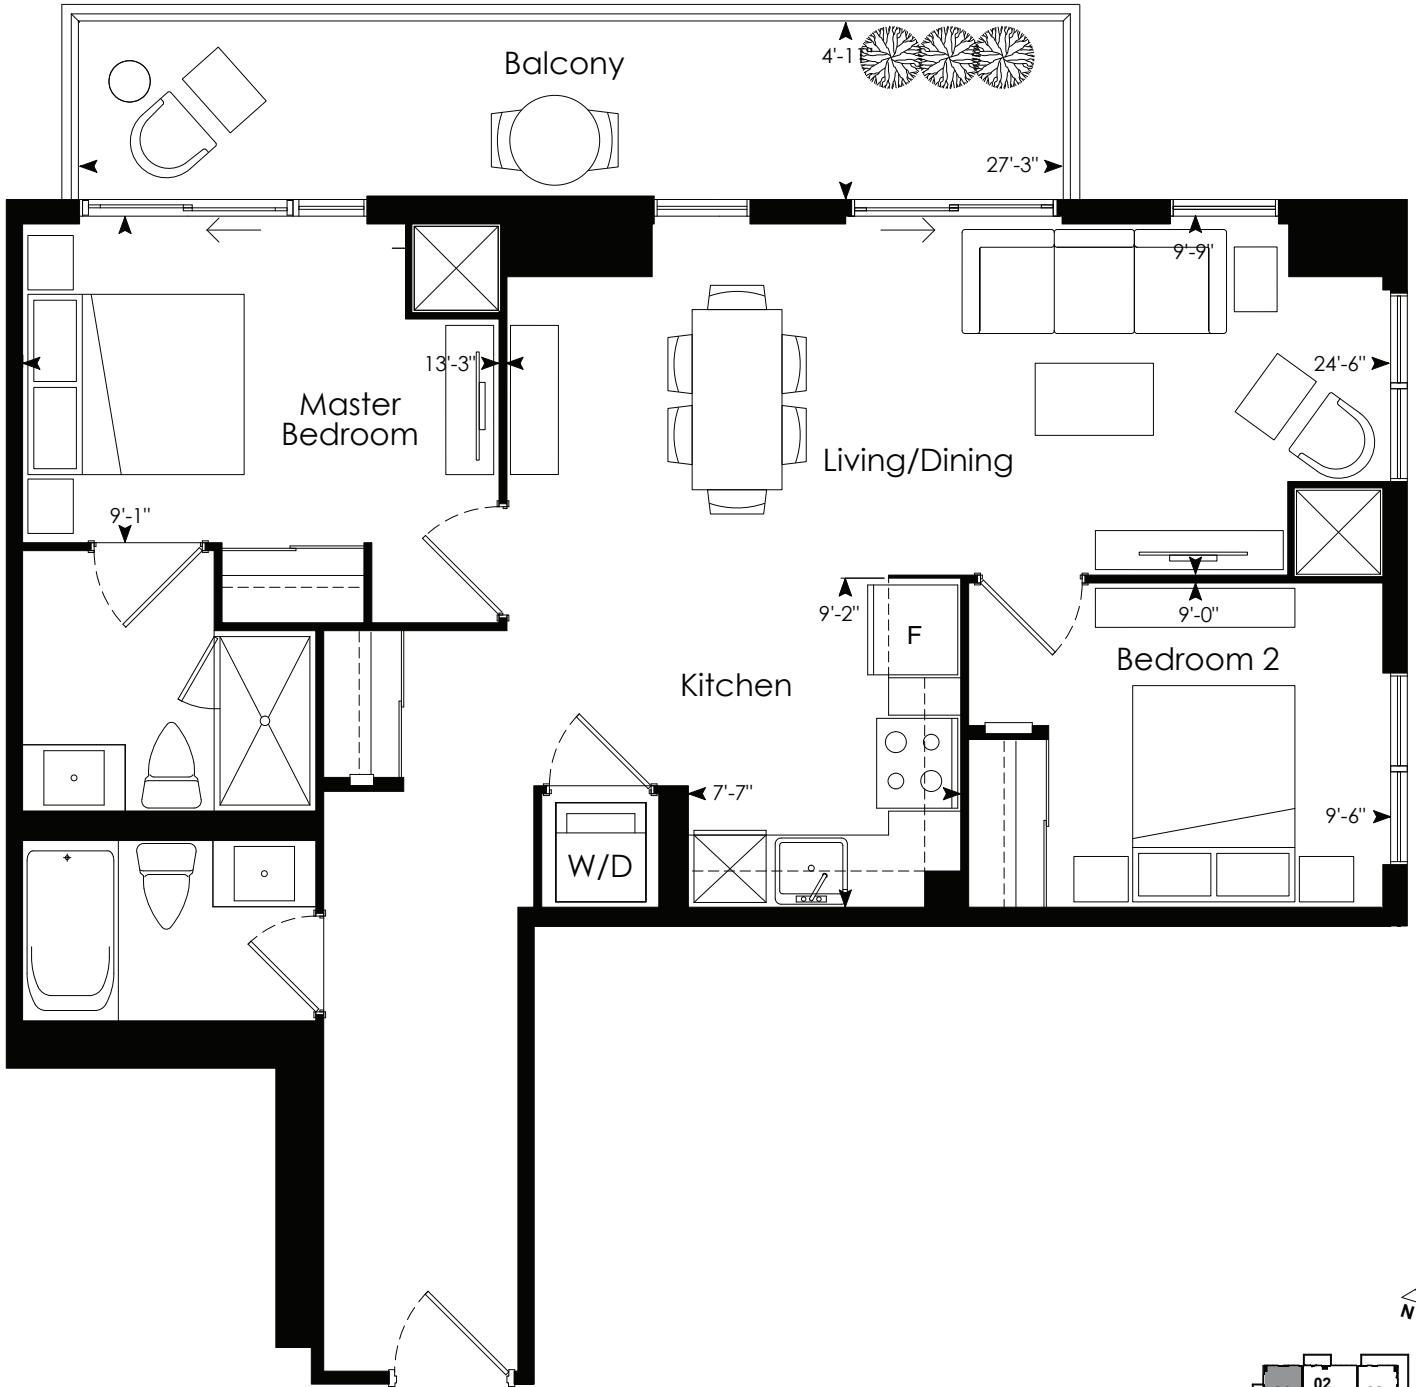 Balcony
4'-11"
27'-3"
9'-9"
13'-3"
24'-6"
Master
Bedroom
Living/Dining
9'-1"
9'-2"
F
9'-0"
Kitchen
Bedroom 2
7'-7"
9'-6"
W/D
N
02